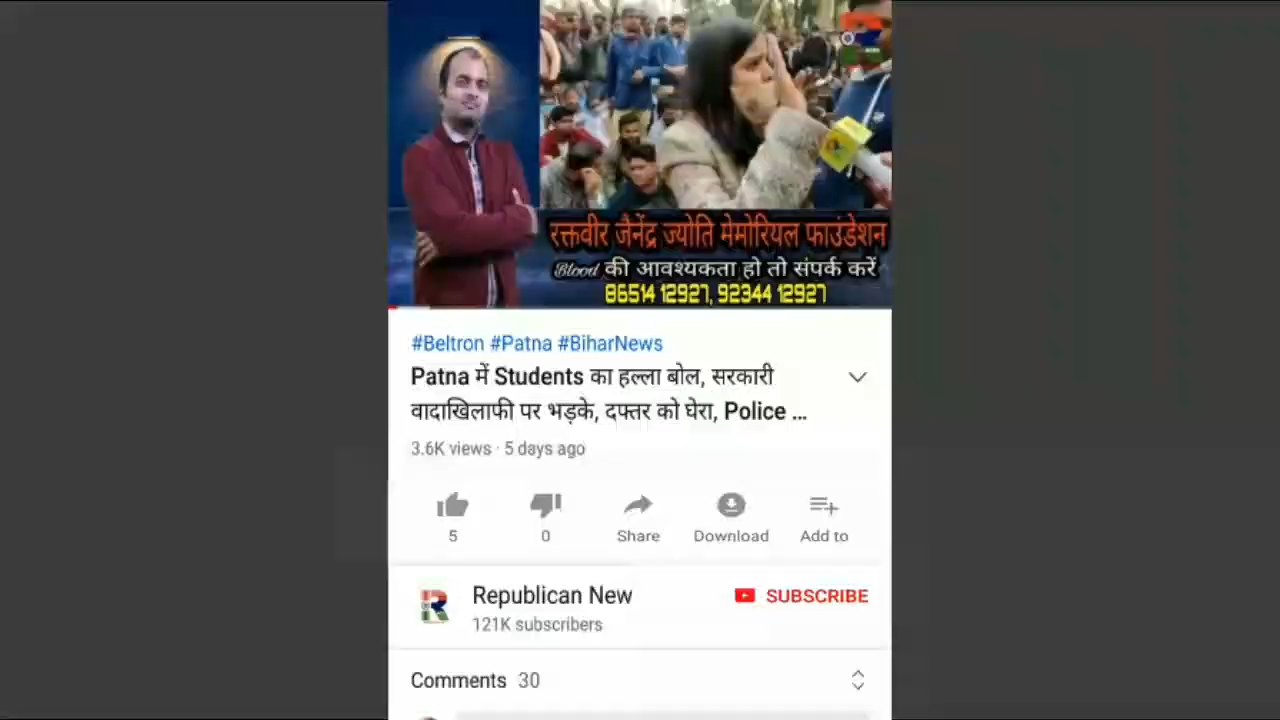 रक्तवीर जैनेंद्र ज्योति मेमोरियल फाउंडेशन
Blood की आवश्यकता हो तो संपर्क करें
86514 12927, 92344 12927
#Beltron #Patna #BiharNews
Patna में Students का हल्ला बोल, सरकारी
वादाखिलाफी पर भड़के, दफ्तर को घेरा, Police ...
3.6K views · 5 days ago
5 0 Share Download Add to
Republican New SUBSCRIBE
121K subscribers
Comments 30